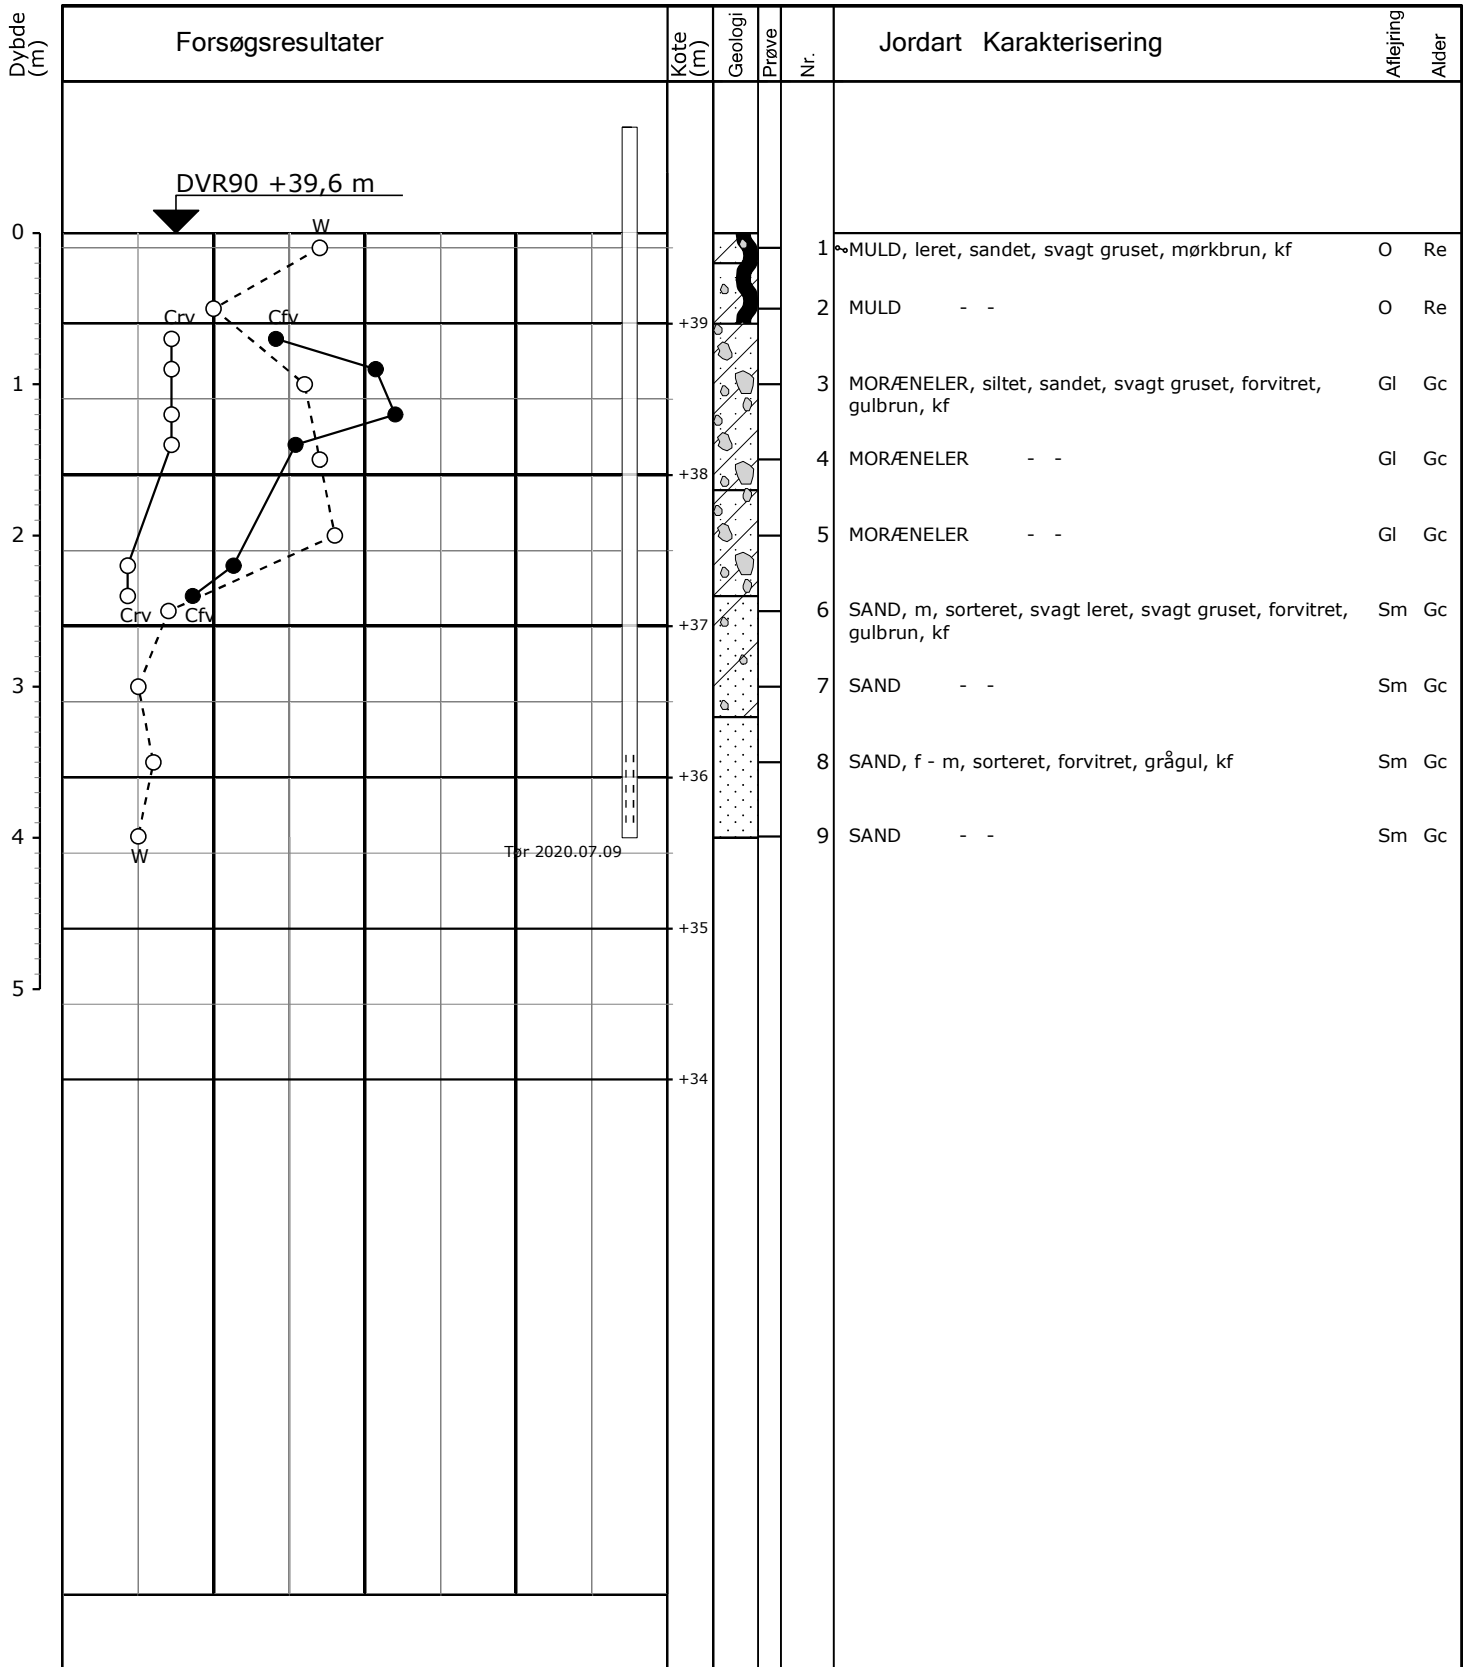 Dybde
(m)
Forsøgsresultater
Kote
(m)
Geologi
Prøve
Nr.
Jordart Karakterisering
Aflejring
Alder
DVR90 +39,6 m
W
0
1 MULD, leret, sandet, svagt gruset, mørkbrun, kf O Re
2 MULD - - O Re
Crv Cfv
+39
1
3 MORÆNELER, siltet, sandet, svagt gruset, forvitret, Gl Gc
gulbrun, kf
4 MORÆNELER - - Gl Gc
+38
2
5 MORÆNELER - - Gl Gc
Crv Cfv
6 SAND, m, sorteret, svagt leret, svagt gruset, forvitret, Sm Gc
gulbrun, kf
+37
3
7 SAND - - Sm Gc
8 SAND, f - m, sorteret, forvitret, grågul, kf Sm Gc
+36
4
9 SAND - - Sm Gc
W
Tør 2020.07.09
+35
5
+34